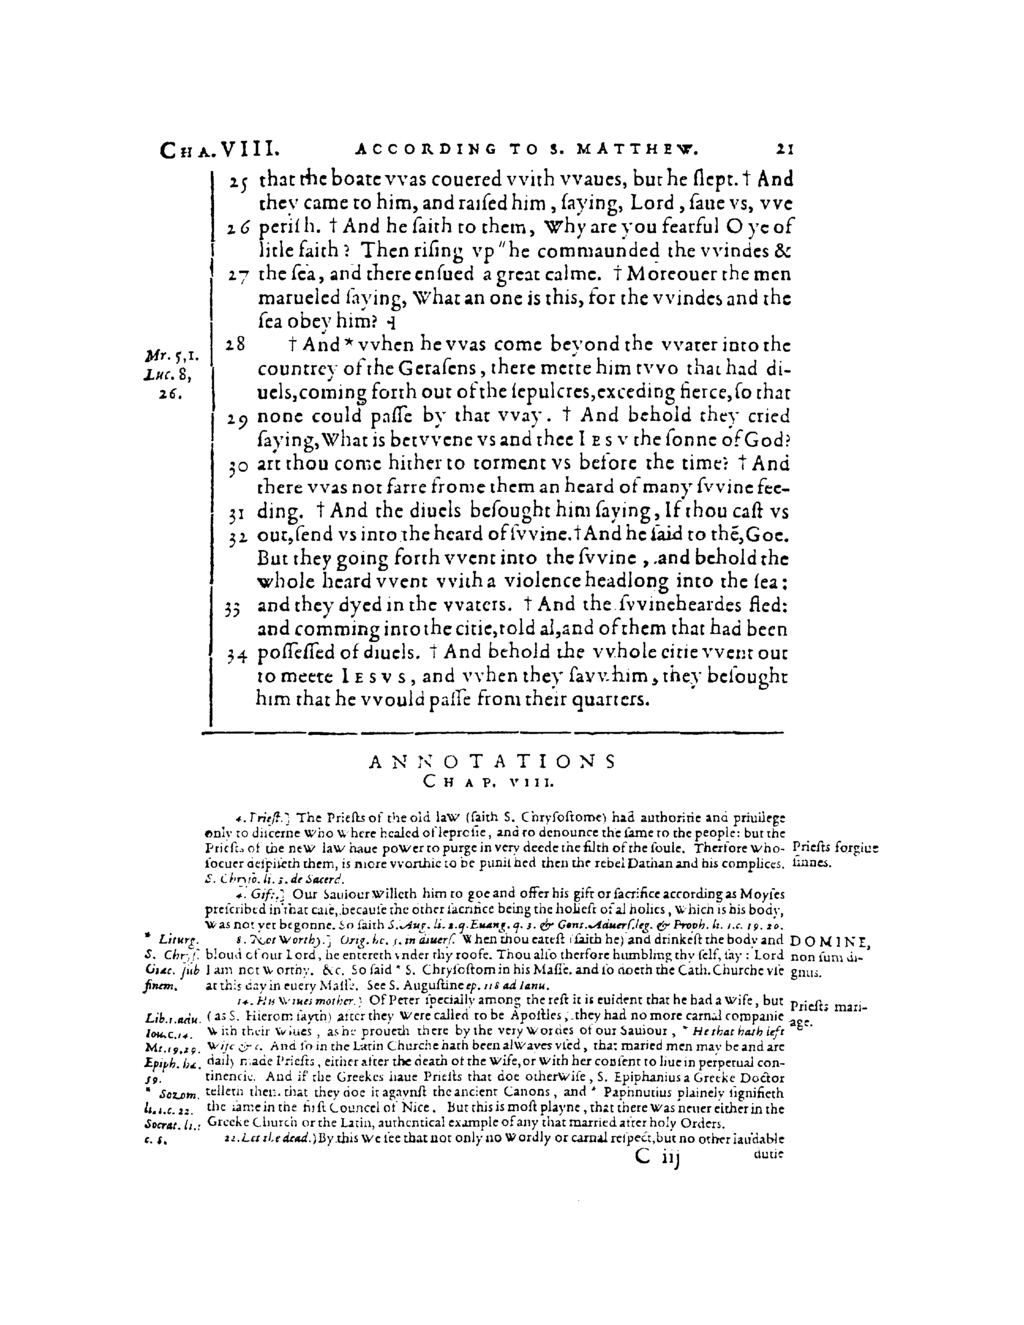 CHA. VIII. ACCORDING TO S. MATTHEW. 21
25 that the boate vvas couered vvith vvaues, but he ſlept. † And
they came to him, and raiſed him, ſaying, Lord, ſaue vs, vve
26 periſh. † And he ſaith to them, Why are you fearful O ye of
litle faith? Then riſing vp "he commaunded the vvindes &
27 the ſea, and there enſued a great calme. † Moreouer the men
marueled ſaying, What an one is this, for the vvindes and the
ſea obey him? ⊣
28 † And * vvhen he vvas come beyond the vvater into the
Mr. 5,1.
countrey of the Geraſens, there mette him tvvo that had di-
Luc. 8,
uels, coming forth out of the ſepulcres, exceding fierce, ſo that
26.
29 none could paſſe by that vvay. † And behold they cried
ſaying, What is betvvene vs and thee IESV the ſonne of God?
30 art thou come hither to torment vs before the time? † And
there vvas not farre frome them an heard of many ſvvine fee-
31 ding. † And the diuels beſought him ſaying, If thou caſt vs
32 out, ſend vs into the heard of ſvvine. † And he ſaid to thē, Goe.
But they going forth vvent into the ſvvine, and behold the
whole heard vvent vvith a violence headlong into the ſea:
33 and they dyed in the vvaters. † And the ſvvineheardes fled:
and comming into the citie, told al, and of them that had been
34 poſſeſſed of diuels. † And behold the vvhole citie vvent out
to meete IESVS, and vvhen they ſavv him, they beſought
him that he vvould paſſe from their quarters.
ANNOTATIONS
CHAP. VIII.
4. Prieſt.] The Prieſts of the old law (ſaith S. Chryſoſtome) had authoritie and priuilege
only to diſcerne who where healed of leproſie, and to denounce the ſame to the people: but the
Prieſts of the new law haue power to purge in very deede the filth of the ſoule. Therfore who-
Prieſts forgiue
ſoeuer deſpiſeth them, is more vvorthie to be puniſhed then the rebel Dathan and his complices.
ſinnes.
S. Chryſo. li. 3. de Sacerd.
4. Gift.] Our Sauiour willeth him to goe and offer his gift or ſacrifice according as Moyſes
preſcribed in that caſe, becauſe the other ſacrifice being the holieſt of al holies, which is his body,
was not yet begonne. So ſaith S. Aug. li. 2. q. Euang. q. 3. & Cont. Aduerſ. leg. & Proph. li. 1. c. 19. 20.
* Liturg.
8. Not worthy.] Orig. ho. 5. in diuerſ. When thou eateſt (ſaith he) and drinkeſt the body and
DOMINE,
S. Chryſ.
bloud of our Lord, he entereth vnder thy roofe. Thou alſo therfore humbling thy ſelf, ſay: Lord
non ſum di-
Græc. ſub
I am not worthy. &c. So ſaid * S. Chryſoſtom in his Maſſe. and ſo doeth the Cath. Churche vſe
gnus.
finem.
at this day in euery Maſſe. See S. Auguſtine ep. 118 ad Ianu.
14. His wiues mother.] Of Peter ſpecially among the reſt it is euident that he had a wife, but
Prieſts mari-
Lib. 1. adu.
(as S. Hierom ſayth) after they were called to be Apoſtles, they had no more carnal companie
age.
Iou. c. 14.
with their wiues, as he proueth there by the very wordes of our Sauiour, * He that hath left
Mt. 19, 29.
wife &c. And ſo in the Latin Churche hath been alwayes vſed, that maried men may be and are
Epiph. hæ.
daily made Prieſts, either after the death of the wife, or with her conſent to liue in perpetual con-
59.
tinencie. And if the Greekes haue Prieſts that doe otherwiſe, S. Epiphanius a Greeke Doctor
* Sozom.
telleth them that they doe it agaynſt the ancient Canons, and * Paphnutius plainely ſignifieth
li. 1. c. 22.
the ſame in the firſt Councel of Nice. But this is moſt playne, that there was neuer either in the
Socrat. li. 1
Greeke Church or the Latin, authentical example of any that married after holy Orders.
c. 8.
22. Let the dead.] By this we ſee that not only no wordly or carnal reſpect, but no other laudable
C iij
dutie